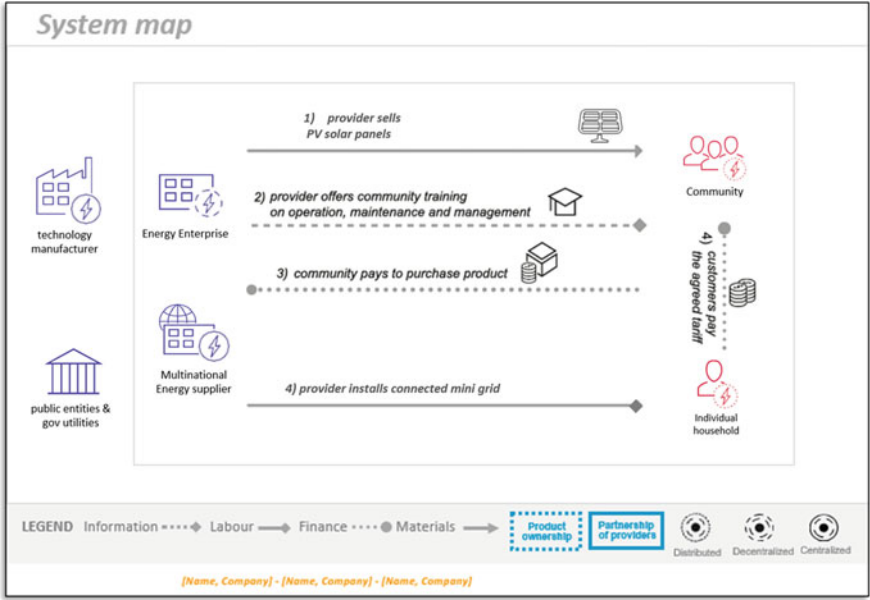 System map
1) provider sells
PV solar panels
2) provider offers community training
on operation, maintenance and management
3) community pays to purchase product
4) provider installs connected mini grid
technology
manufacturer
public entities &
gov utilities
Energy Enterprise
Multinational
Energy supplier
Community
4) customers pay
the agreed tariff
Individual
household
LEGEND Information Labour Finance Materials
Product
ownership
Partnership
of providers
Distributed Decentralized Centralized
[Name, Company] - [Name, Company] - [Name, Company]